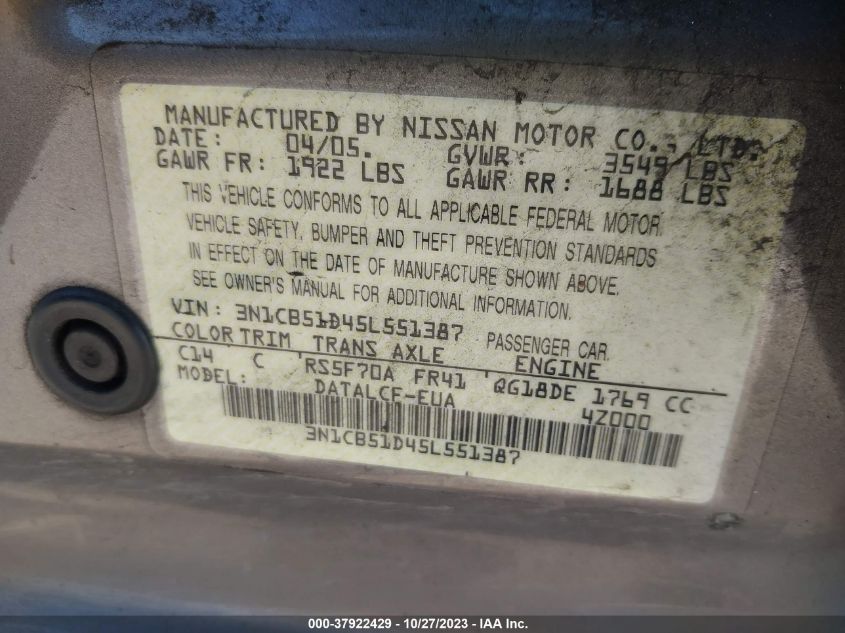 MANUFACTURED BY NISSAN MOTOR CO., LTD.
DATE: 04/05. GVWR: 3549 LBS
GAWR FR: 1922 LBS GAWR RR: 1688 LBS
THIS VEHICLE CONFORMS TO ALL APPLICABLE FEDERAL MOTOR
VEHICLE SAFETY, BUMPER AND THEFT PREVENTION STANDARDS
IN EFFECT ON THE DATE OF MANUFACTURE SHOWN ABOVE.
SEE OWNER'S MANUAL FOR ADDITIONAL INFORMATION.
VIN: 3N1CB51D45L551387 PASSENGER CAR.
COLOR TRIM TRANS AXLE ENGINE
C14 C RS5F70A FR41 QG18DE 1769 CC
MODEL: DATALCF-EUA 4Z000
3N1CB51D45L551387
000-37922429 - 10/27/2023 - IAA Inc.